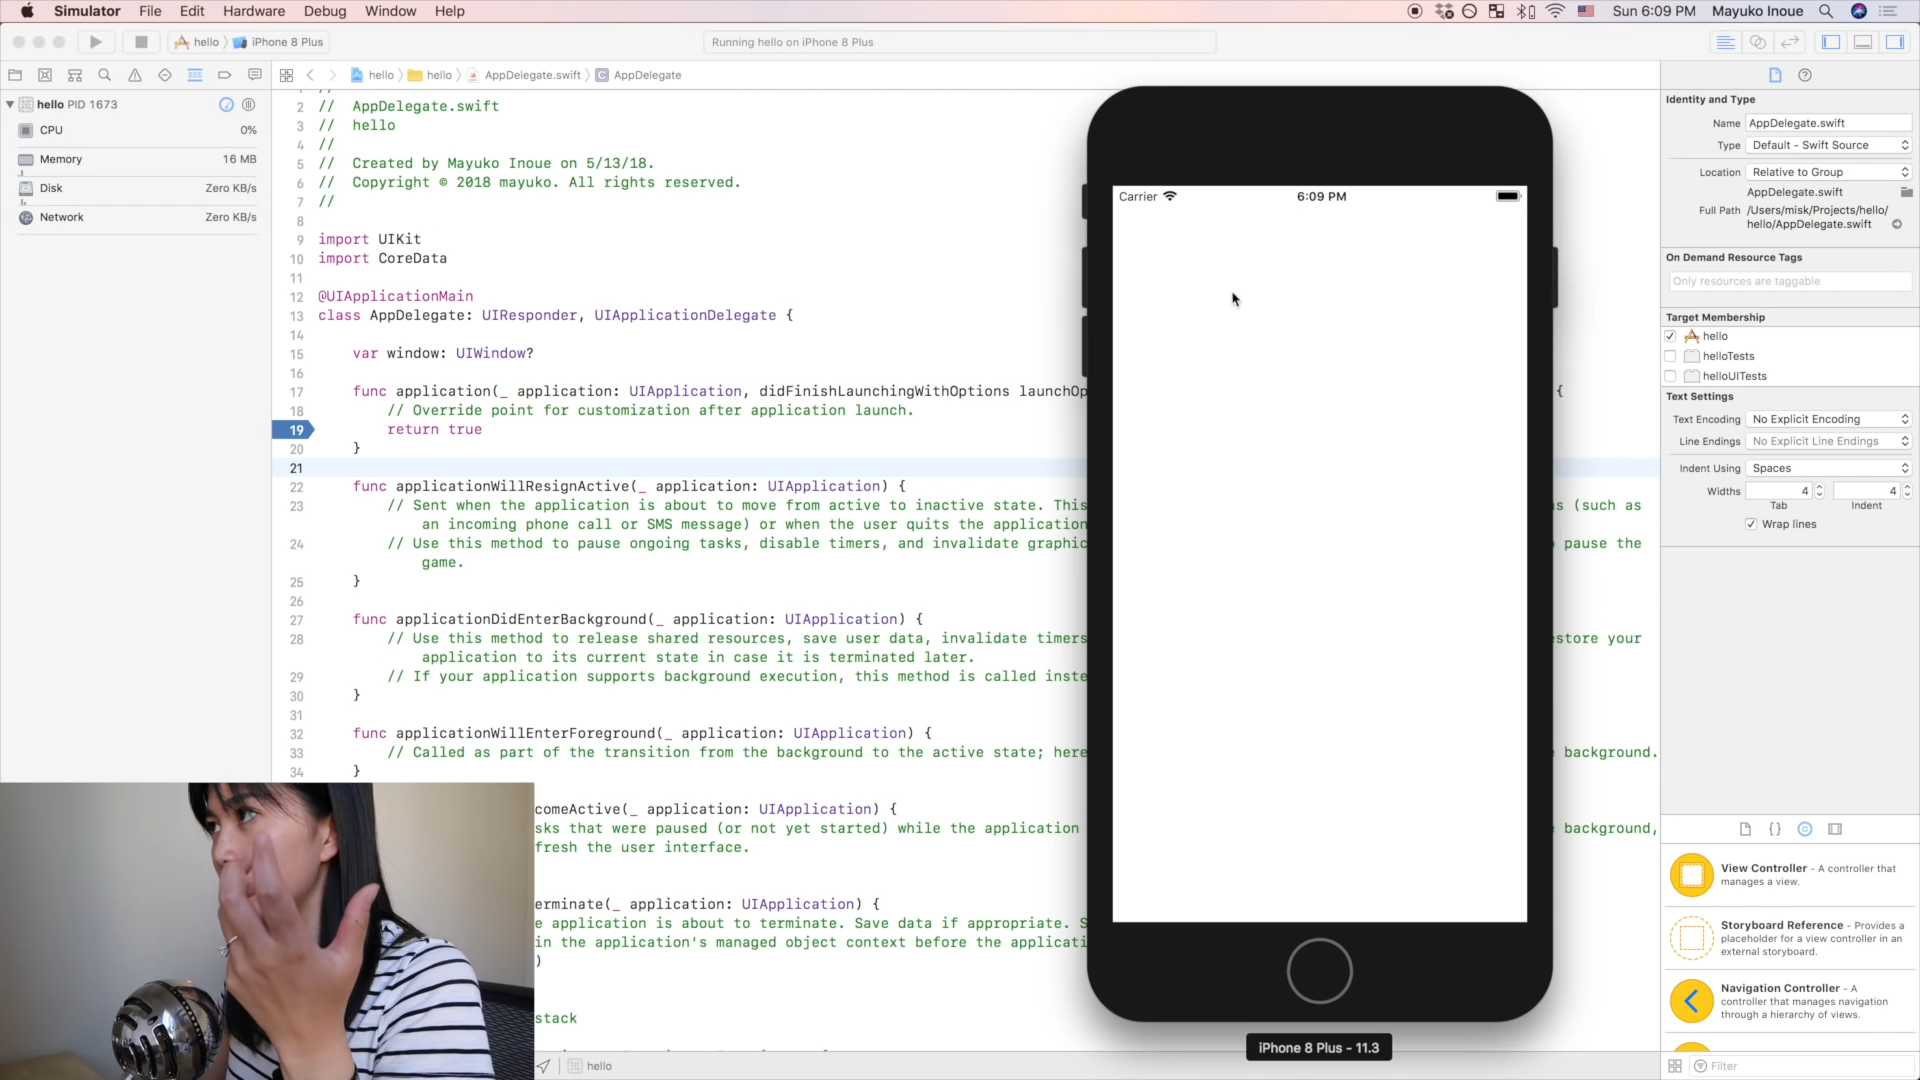 Simulator File Edit Hardware Debug Window Help Sun 6:09 PM Mayuko Inoue
hello iPhone 8 Plus Running hello on iPhone 8 Plus
hello hello AppDelegate.swift C AppDelegate
hello PID 1673
CPU 0%
Memory 16 MB
Disk Zero KB/s
Network Zero KB/s
2 // AppDelegate.swift
3 // hello
4 //
5 // Created by Mayuko Inoue on 5/13/18.
6 // Copyright © 2018 mayuko. All rights reserved.
7 //
8
9 import UIKit
10 import CoreData
11
12 @UIApplicationMain
13 class AppDelegate: UIResponder, UIApplicationDelegate {
14
15 var window: UIWindow?
16
17 func application(_ application: UIApplication, didFinishLaunchingWithOptions launchOp {
18 // Override point for customization after application launch.
19 return true
20 }
21
22 func applicationWillResignActive(_ application: UIApplication) {
23 // Sent when the application is about to move from active to inactive state. This s (such as
an incoming phone call or SMS message) or when the user quits the application
24 // Use this method to pause ongoing tasks, disable timers, and invalidate graphic pause the
game.
25 }
26
27 func applicationDidEnterBackground(_ application: UIApplication) {
28 // Use this method to release shared resources, save user data, invalidate timers estore your
application to its current state in case it is terminated later.
29 // If your application supports background execution, this method is called inste
30 }
31
32 func applicationWillEnterForeground(_ application: UIApplication) {
33 // Called as part of the transition from the background to the active state; here background.
34 }
comeActive(_ application: UIApplication) {
sks that were paused (or not yet started) while the application background,
fresh the user interface.
erminate(_ application: UIApplication) {
e application is about to terminate. Save data if appropriate. S
in the application's managed object context before the applicati
)
stack
hello
Carrier 6:09 PM
iPhone 8 Plus - 11.3
Identity and Type
Name AppDelegate.swift
Type Default - Swift Source
Location Relative to Group
AppDelegate.swift
Full Path /Users/misk/Projects/hello/
hello/AppDelegate.swift
On Demand Resource Tags
Only resources are taggable
Target Membership
hello
helloTests
helloUITests
Text Settings
Text Encoding No Explicit Encoding
Line Endings No Explicit Line Endings
Indent Using Spaces
Widths 4 4
Tab Indent
Wrap lines
{ }
View Controller - A controller that
manages a view.
Storyboard Reference - Provides a
placeholder for a view controller in an
external storyboard.
Navigation Controller - A
controller that manages navigation
through a hierarchy of views.
Filter